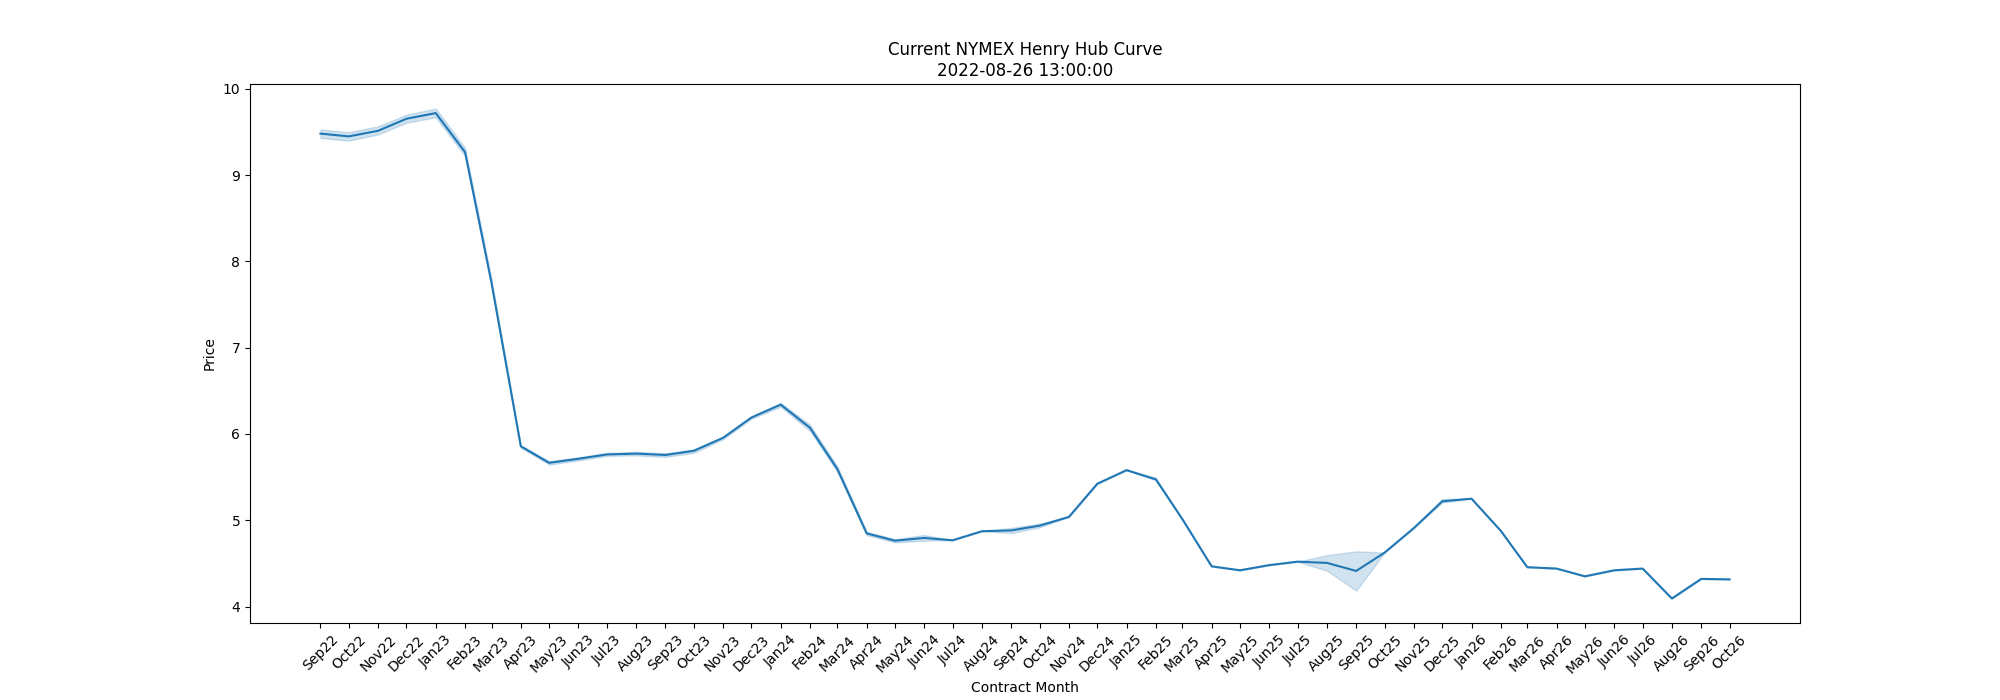 Current NYMEX Henry Hub Curve
2022-08-26 13:00:00
10
9
8
7
6
5
4
Price
Sep22 Oct22 Nov22 Dec22 Jan23 Feb23 Mar23 Apr23 May23 Jun23 Jul23 Aug23 Sep23 Oct23 Nov23 Dec23 Jan24 Feb24 Mar24 Apr24 May24 Jun24 Jul24 Aug24 Sep24 Oct24 Nov24 Dec24 Jan25 Feb25 Mar25 Apr25 May25 Jun25 Jul25 Aug25 Sep25 Oct25 Nov25 Dec25 Jan26 Feb26 Mar26 Apr26 May26 Jun26 Jul26 Aug26 Sep26 Oct26
Contract Month